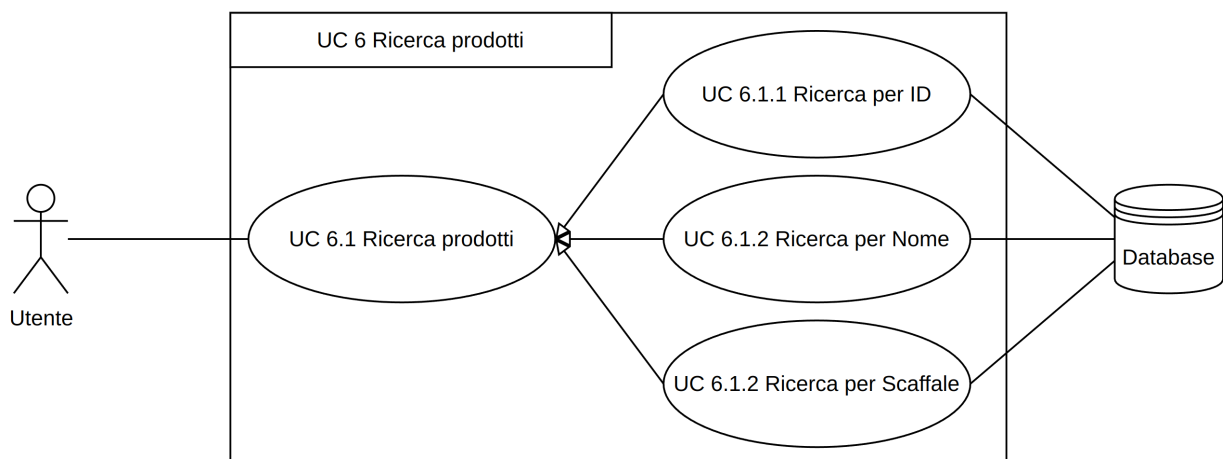 UC 6 Ricerca prodotti
UC 6.1.1 Ricerca per ID
UC 6.1 Ricerca prodotti
UC 6.1.2 Ricerca per Nome
Database
Utente
UC 6.1.2 Ricerca per Scaffale